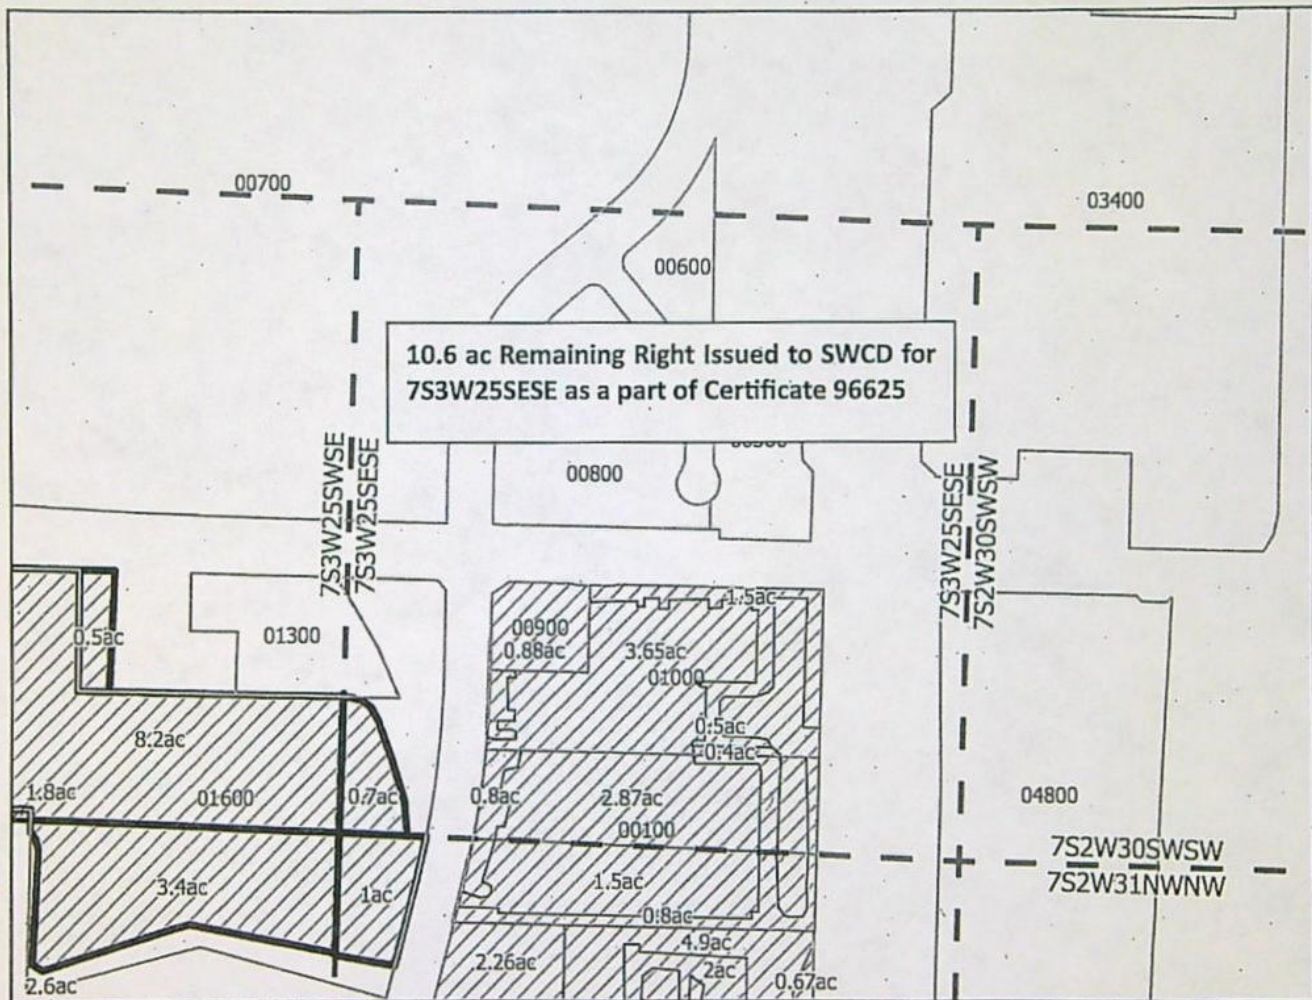 00700
03400
00600
10.6 ac Remaining Right Issued to SWCD for
7S3W25SESE as a part of Certificate 96625
00800
7S3W25SWSE
7S3W25SESE
7S3W25SESE
7S2W30SWSW
0.5ac
01300
00900
0.88ac
1.5ac
3.65ac
01000
0.5ac
0.4ac
8.2ac
1.8ac
01600
0.7ac
0.8ac
2.87ac
04800
00100
7S2W30SWSW
7S2W31NWNW
3.4ac
1ac
1.5ac
0.8ac
4.9ac
2.26ac
2ac
0.67ac
2.6ac